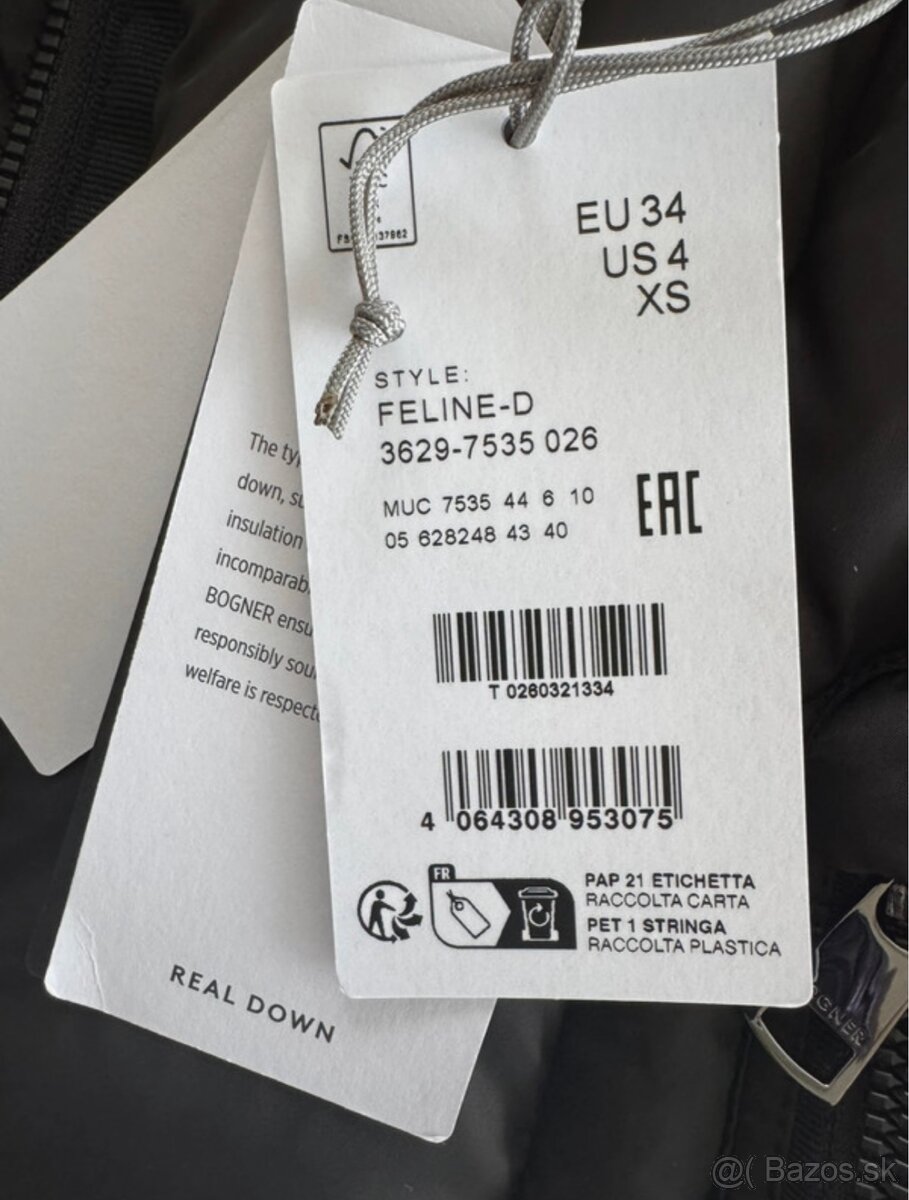 EU 34
US 4
XS
STYLE:
FELINE-D
3629-7535 026
MUC 7535 44 6 10
05 628248 43 40
EAC
T 0260321334
4 064308 953075
FR
PAP 21 ETICHETTA
RACCOLTA CARTA
PET 1 STRINGA
RACCOLTA PLASTICA
The
down,
insulation
BOGNER
responsibly
welfare is
REAL DOWN
@( Bazos.sk